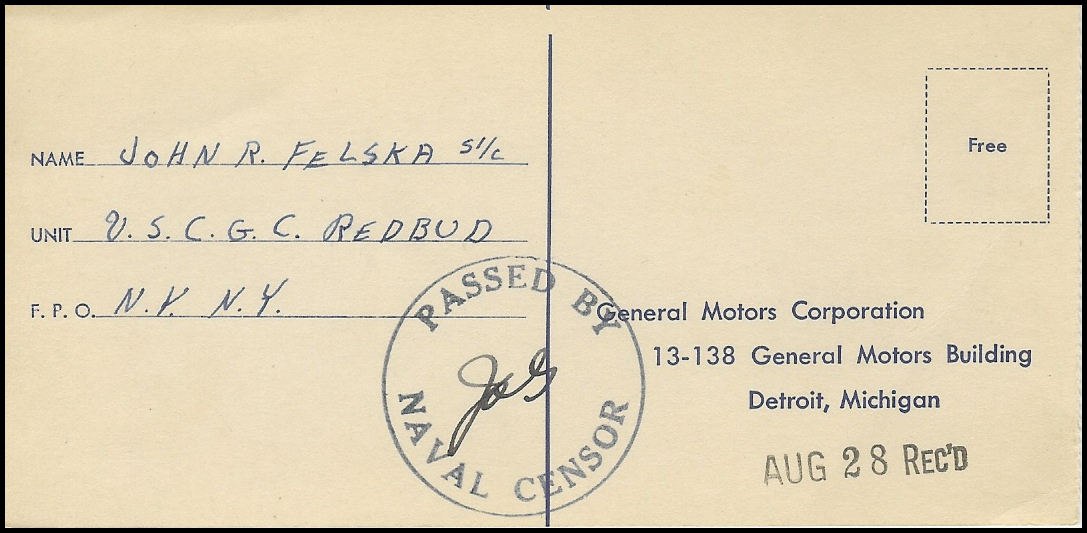 NAME JOHN R. FELSKA S1/c
UNIT U. S. C. G. C. REDBUD
F. P. O. N.Y. N.Y.
Free
PASSED BY
NAVAL CENSOR
General Motors Corporation
13-138 General Motors Building
Detroit, Michigan
AUG 28 REC'D